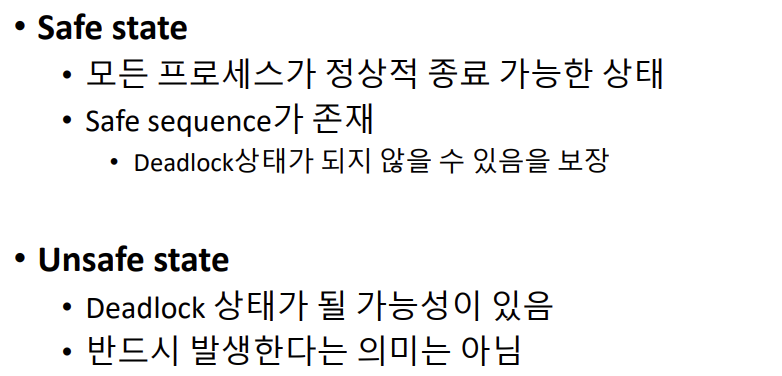 • Safe state
• 모든 프로세스가 정상적 종료 가능한 상태
• Safe sequence가 존재
• Deadlock상태가 되지 않을 수 있음을 보장
• Unsafe state
• Deadlock 상태가 될 가능성이 있음
• 반드시 발생한다는 의미는 아님